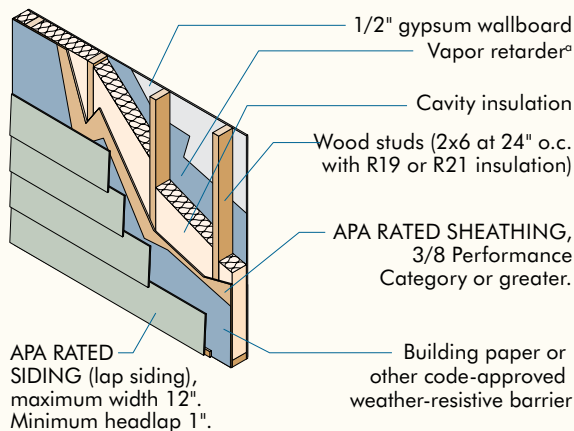 1/2" gypsum wallboard
Vapor retarderᵃ
Cavity insulation
Wood studs (2x6 at 24" o.c.
with R19 or R21 insulation)
APA RATED SHEATHING,
3/8 Performance
Category or greater.
Building paper or
other code-approved
weather-resistive barrier
APA RATED
SIDING (lap siding),
maximum width 12".
Minimum headlap 1".